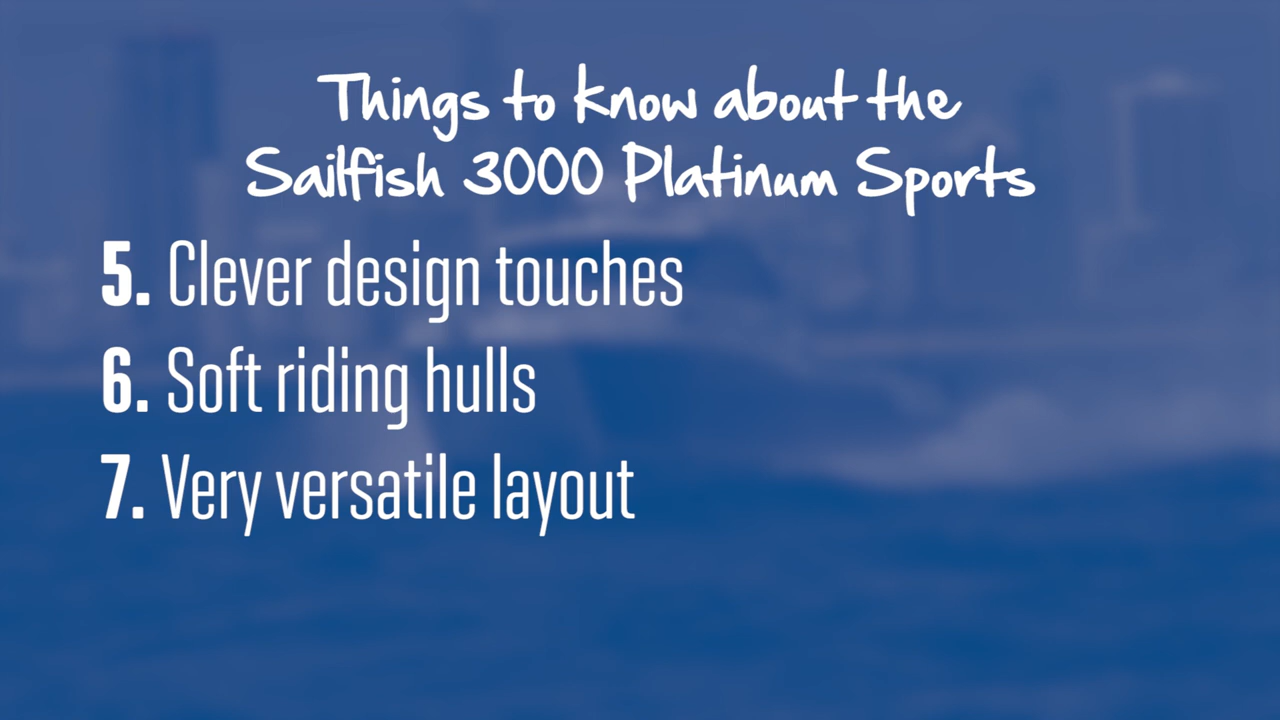 Things to know about the
Sailfish 3000 Platinum Sports
5. Clever design touches
6. Soft riding hulls
7. Very versatile layout